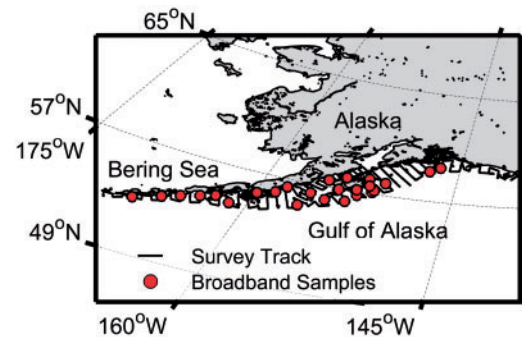 65°N
57°N
175°W
Alaska
Bering Sea
Gulf of Alaska
49°N
Survey Track
Broadband Samples
160°W
145°W